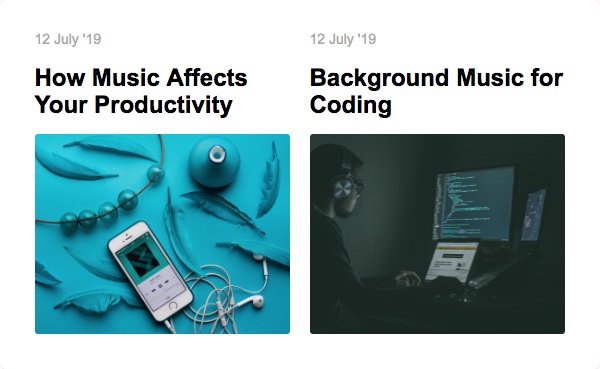 12 July '19
How Music Affects
Your Productivity
12 July '19
Background Music for
Coding